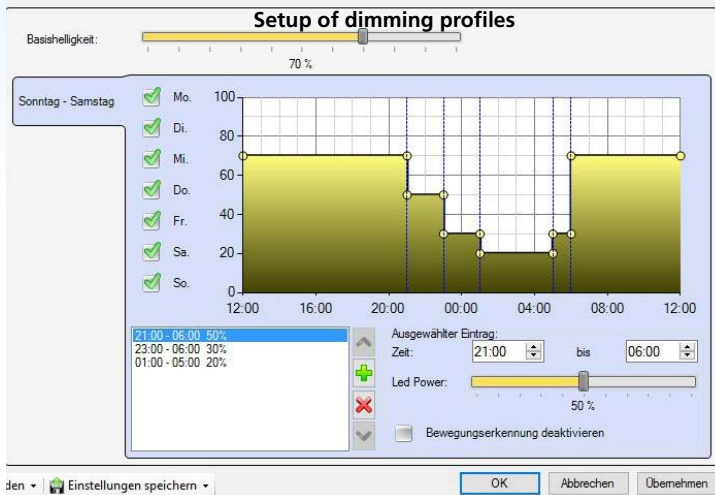 Setup of dimming profiles
Basishelligkeit:
70 %
Sonntag - Samstag
Mo.
Di.
Mi.
Do.
Fr.
Sa.
So.
100
80
60
40
20
0
12:00 16:00 20:00 00:00 04:00 08:00 12:00
21:00 - 06:00 50%
23:00 - 06:00 30%
01:00 - 05:00 20%
Ausgewählter Eintrag:
Zeit: 21:00 bis 06:00
Led Power:
50 %
Bewegungserkennung deaktivieren
den Einstellungen speichern OK Abbrechen Übernehmen